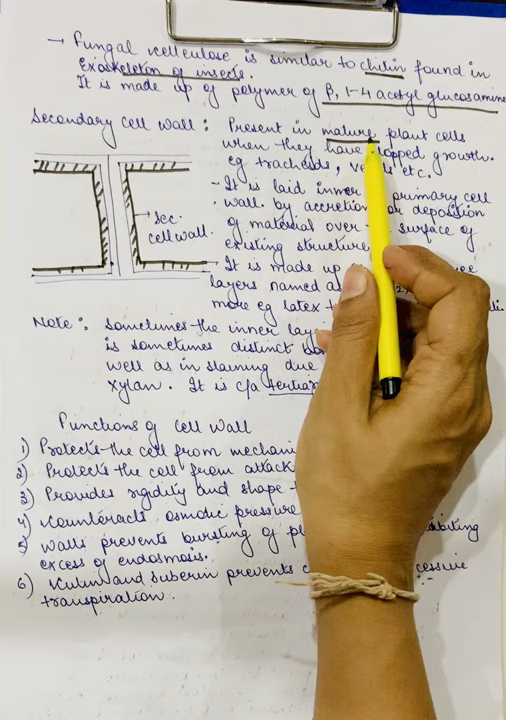 → Fungal cellulose is similar to chitin found in
Exoskeleton of insects.
It is made up of polymer of β, 1-4 acetyl glucosamine
Secondary cell wall: Present in mature plant cells
when they have stopped growth.
eg tracheids, etc.
- It is laid inner primary cell
wall by accretion or deposition
of material over surface of
existing structure
sec.
cell wall.
- It is made up
layers named as
more eg latex
Note: Sometimes the inner
is sometimes distinct
well as in staining due
xylan. It is c/a
Functions of Cell Wall
1) Protects the cell from
2) Protects the cell from attack
3) Provides rigidity and shape
4) Counteracts osmotic pressure
5) Walls prevents bursting of
excess of endosmosis.
6) Cutin and Suberin prevents
transpiration.